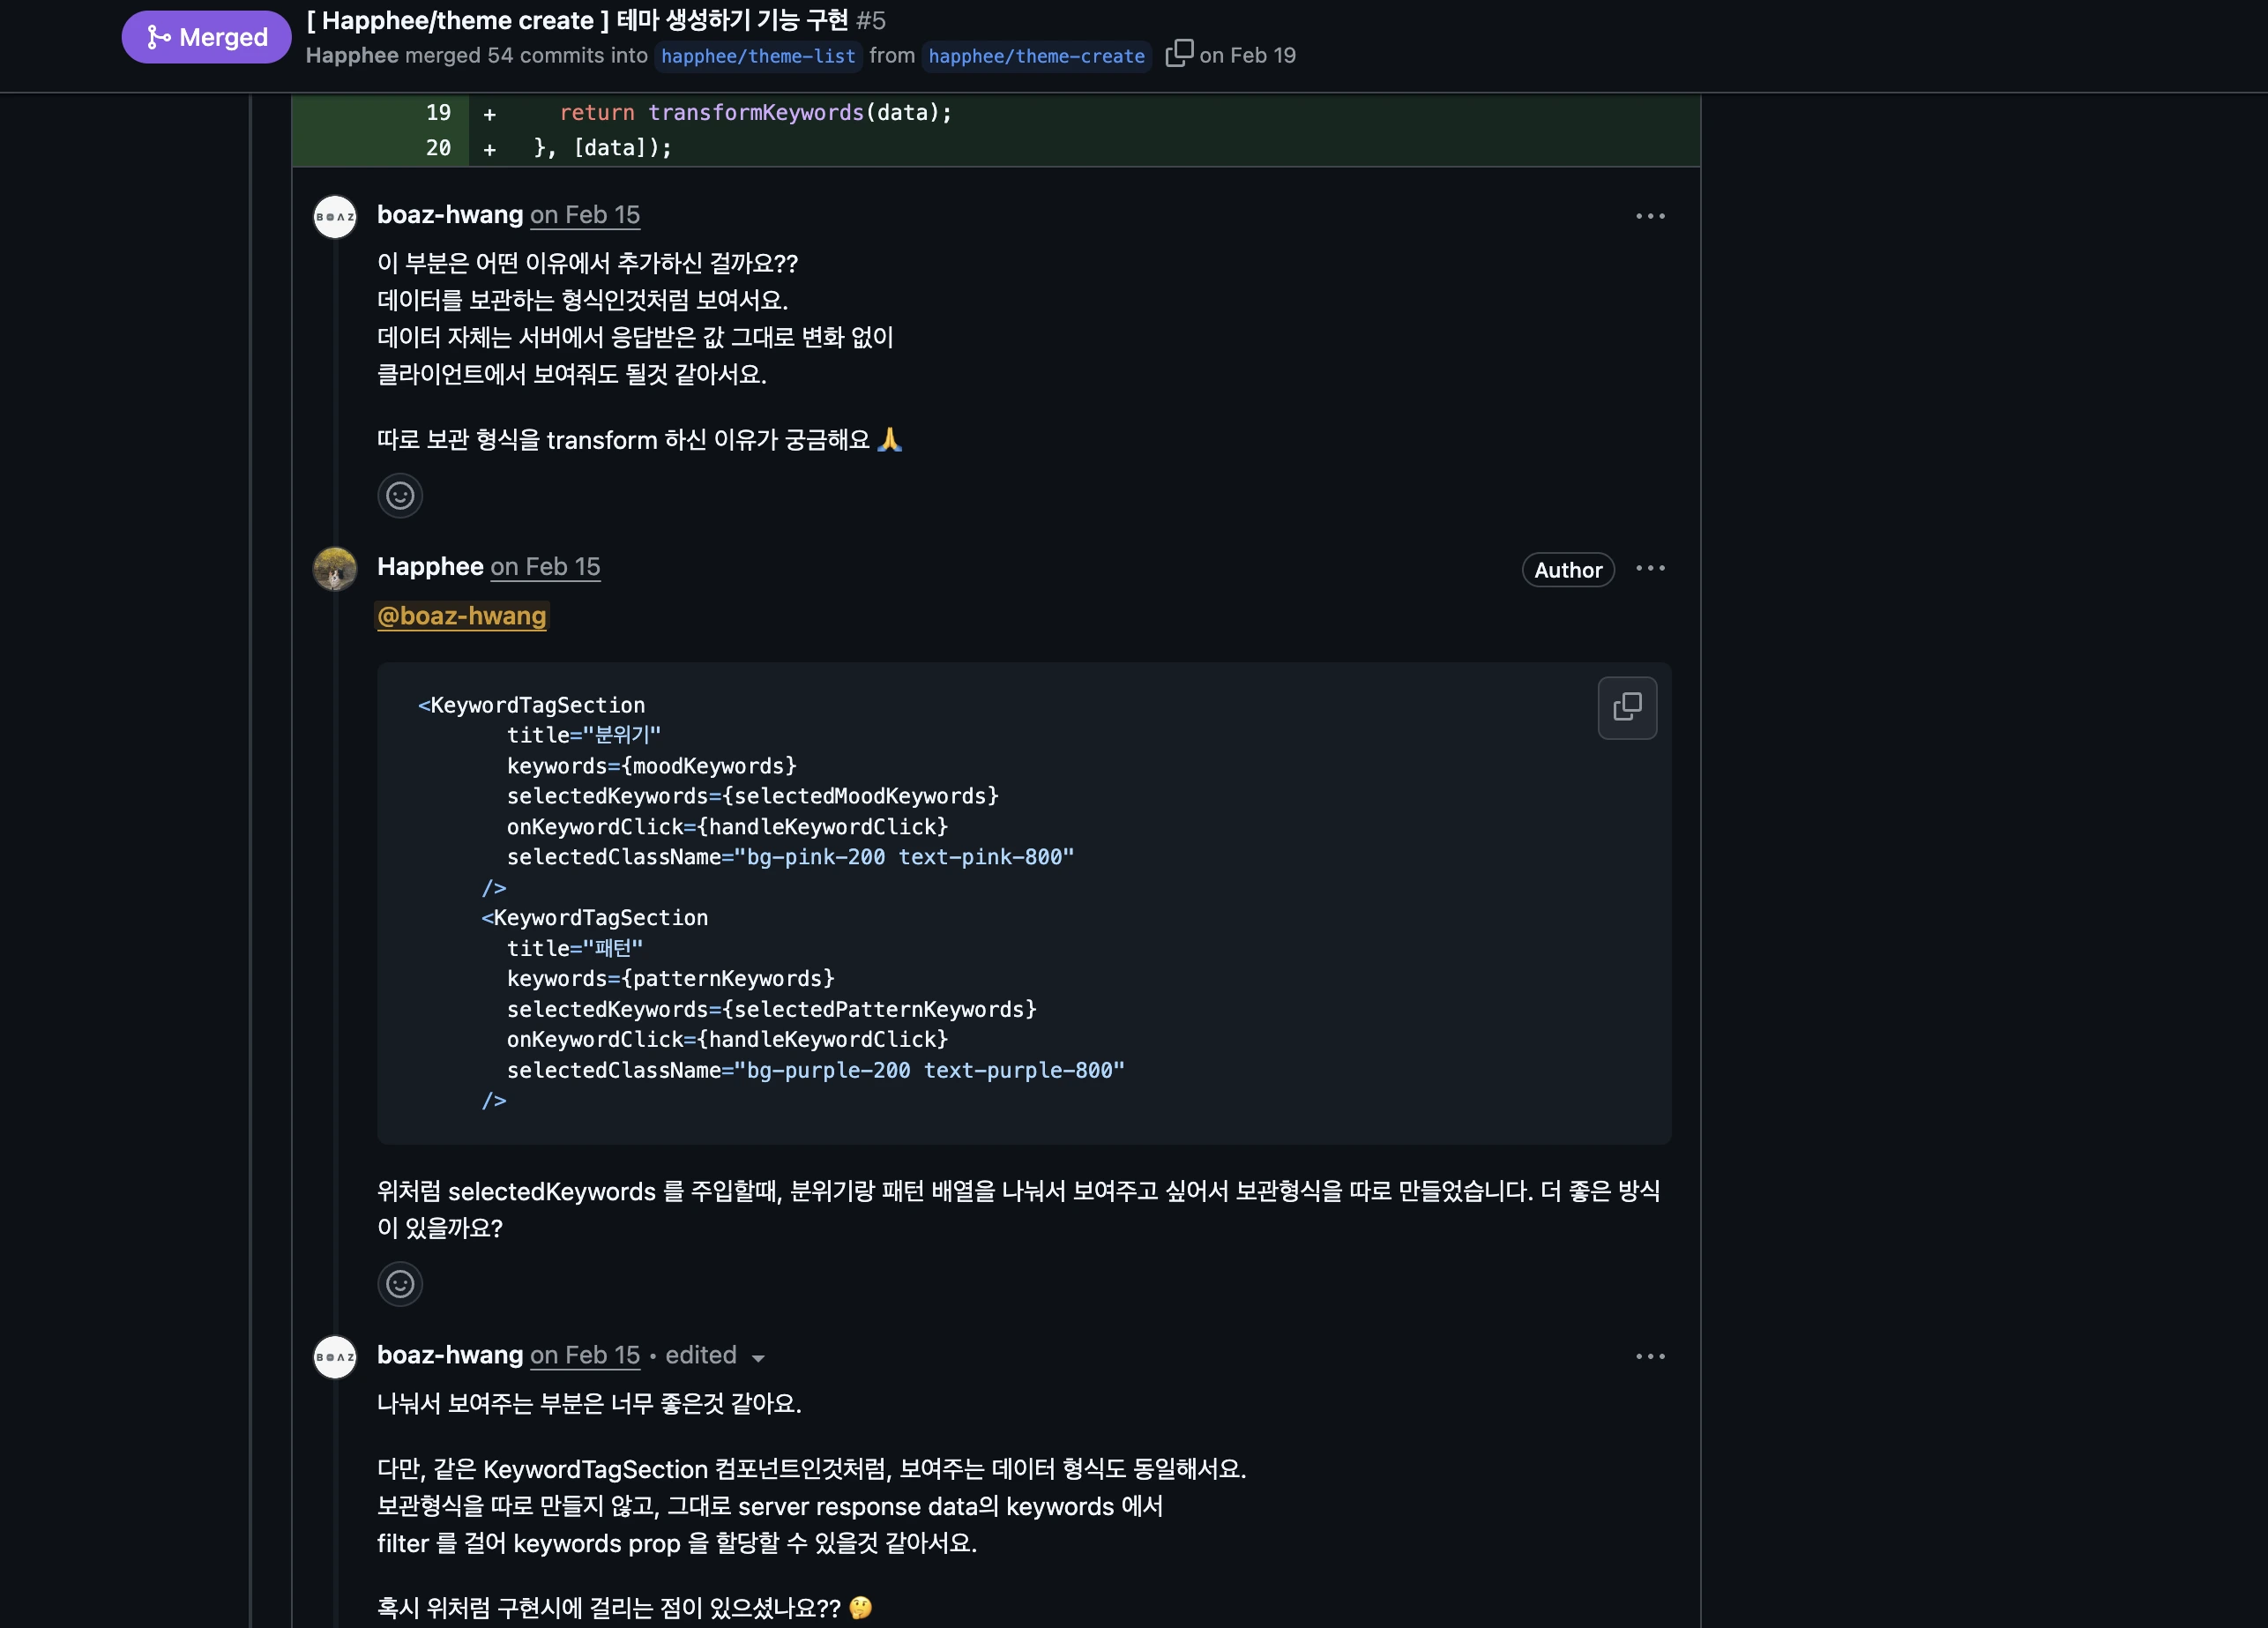 Merged
[ Happhee/theme create ] 테마 생성하기 기능 구현 #5
Happhee merged 54 commits into happhee/theme-list from happhee/theme-create on Feb 19
19 + return transformKeywords(data);
20 + }, [data]);
BOAZ
boaz-hwang on Feb 15
이 부분은 어떤 이유에서 추가하신 걸까요??
데이터를 보관하는 형식인것처럼 보여서요.
데이터 자체는 서버에서 응답받은 값 그대로 변화 없이
클라이언트에서 보여줘도 될것 같아서요.
따로 보관 형식을 transform 하신 이유가 궁금해요 🙏
Happhee on Feb 15
Author
@boaz-hwang
<KeywordTagSection
title="분위기"
keywords={moodKeywords}
selectedKeywords={selectedMoodKeywords}
onKeywordClick={handleKeywordClick}
selectedClassName="bg-pink-200 text-pink-800"
/>
<KeywordTagSection
title="패턴"
keywords={patternKeywords}
selectedKeywords={selectedPatternKeywords}
onKeywordClick={handleKeywordClick}
selectedClassName="bg-purple-200 text-purple-800"
/>
위처럼 selectedKeywords 를 주입할때, 분위기랑 패턴 배열을 나눠서 보여주고 싶어서 보관형식을 따로 만들었습니다. 더 좋은 방식
이 있을까요?
BOAZ
boaz-hwang on Feb 15 • edited
나눠서 보여주는 부분은 너무 좋은것 같아요.
다만, 같은 KeywordTagSection 컴포넌트인것처럼, 보여주는 데이터 형식도 동일해서요.
보관형식을 따로 만들지 않고, 그대로 server response data의 keywords 에서
filter 를 걸어 keywords prop 을 할당할 수 있을것 같아서요.
혹시 위처럼 구현시에 걸리는 점이 있으셨나요?? 🤔